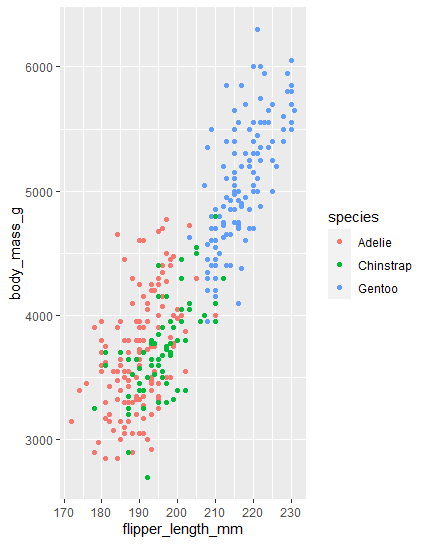 6000
5000
4000
3000
body_mass_g
170 180 190 200 210 220 230
flipper_length_mm
species
Adelie
Chinstrap
Gentoo